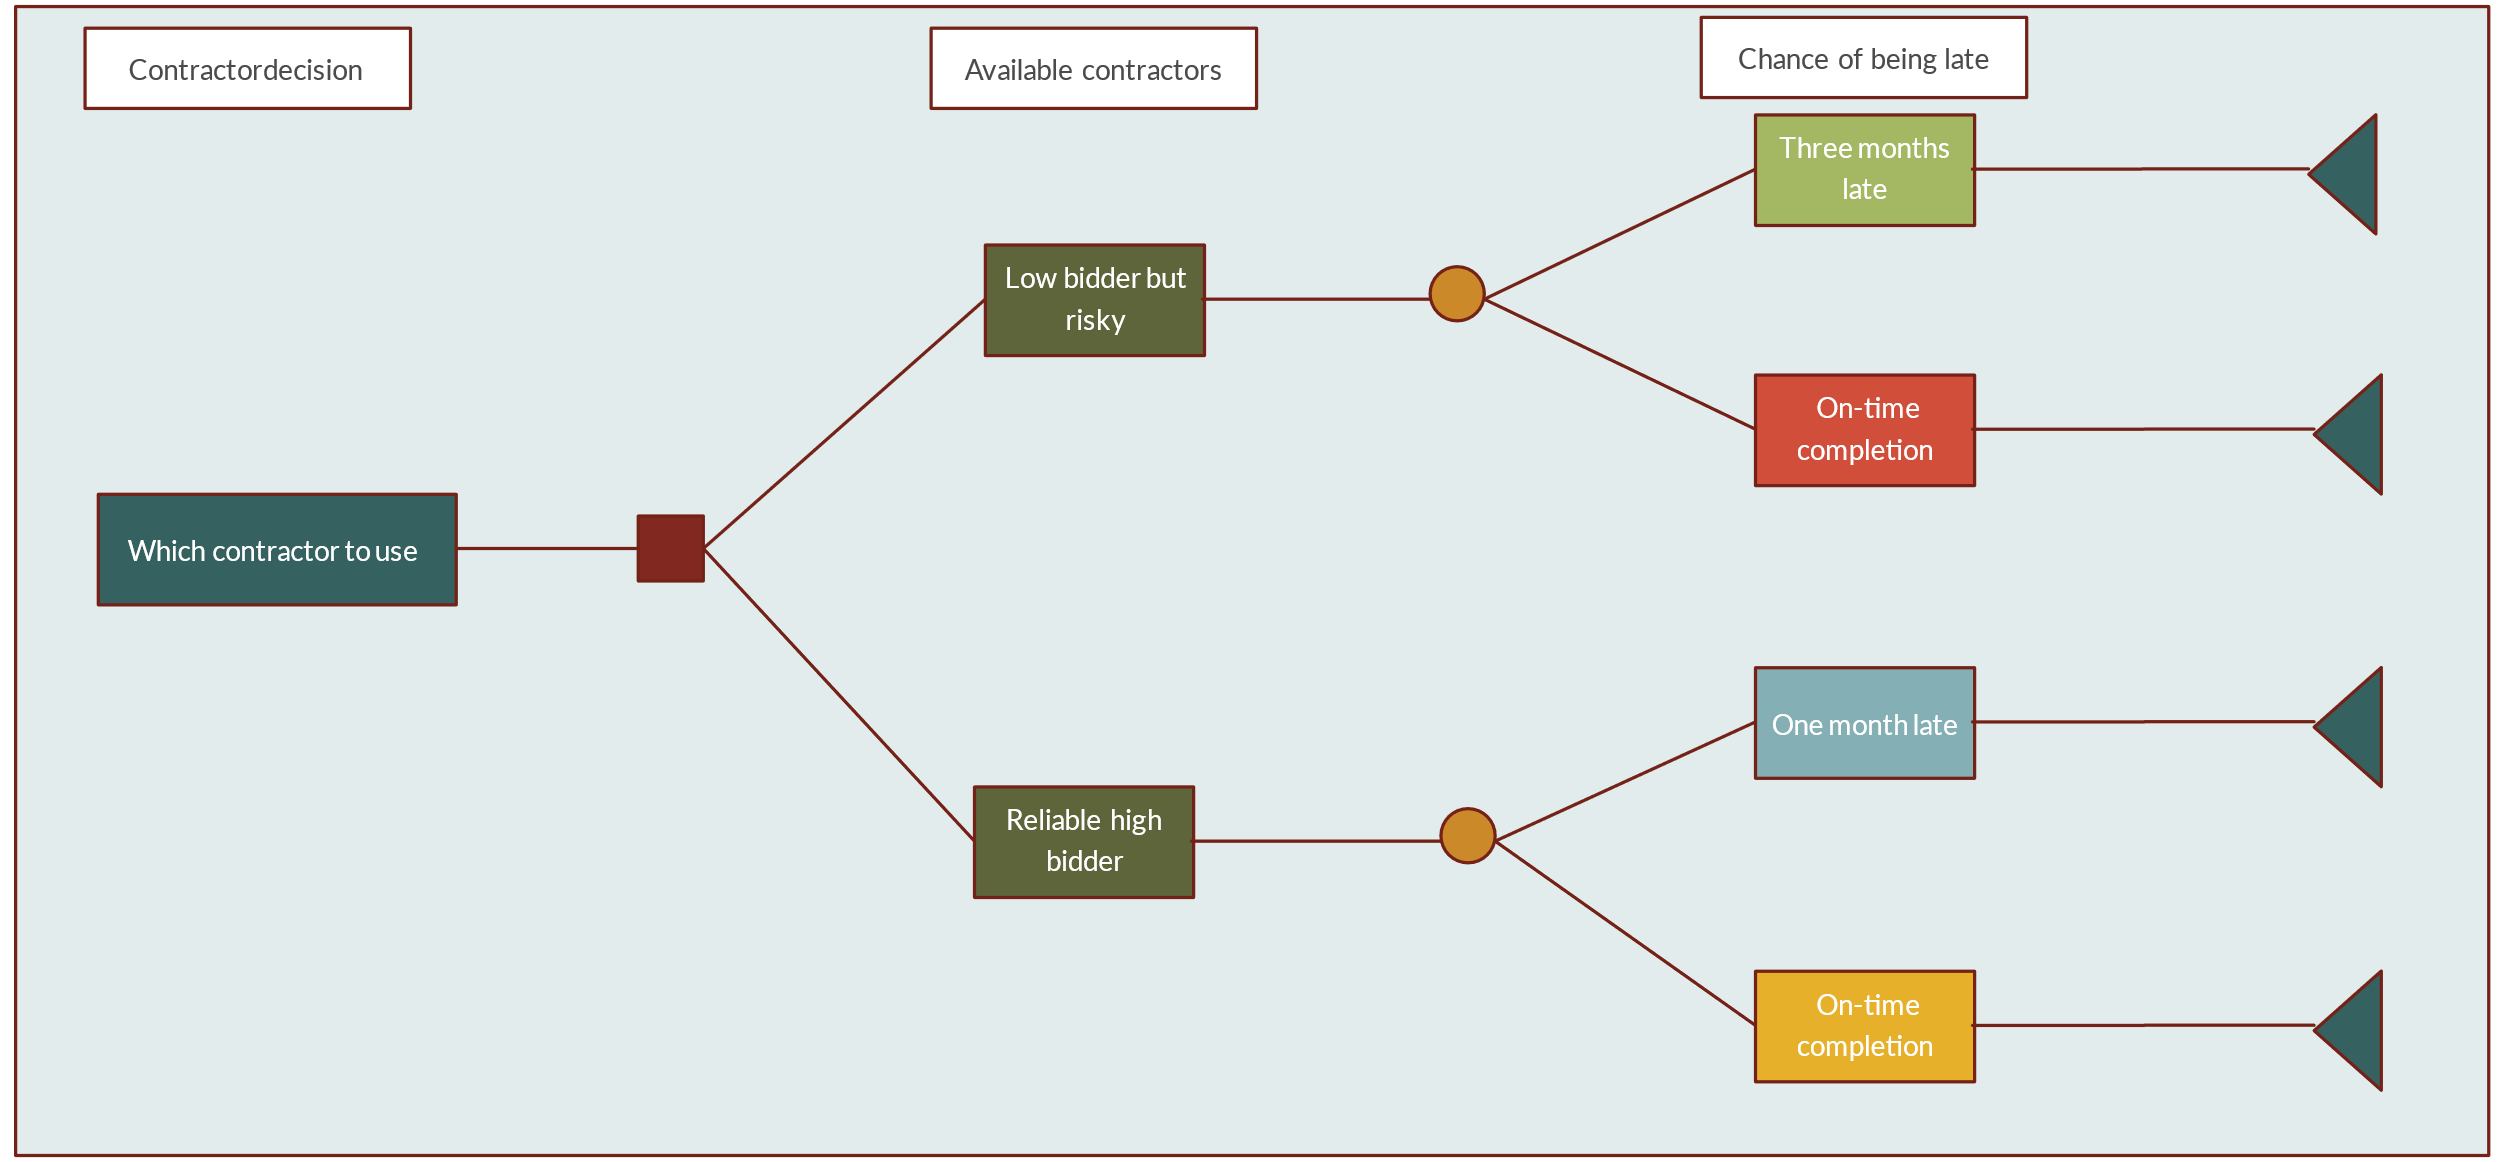 Contractordecision
Available contractors
Chance of being late
Three months
late
Low bidder but
risky
On-time
completion
Which contractor to use
One month late
Reliable high
bidder
On-time
completion